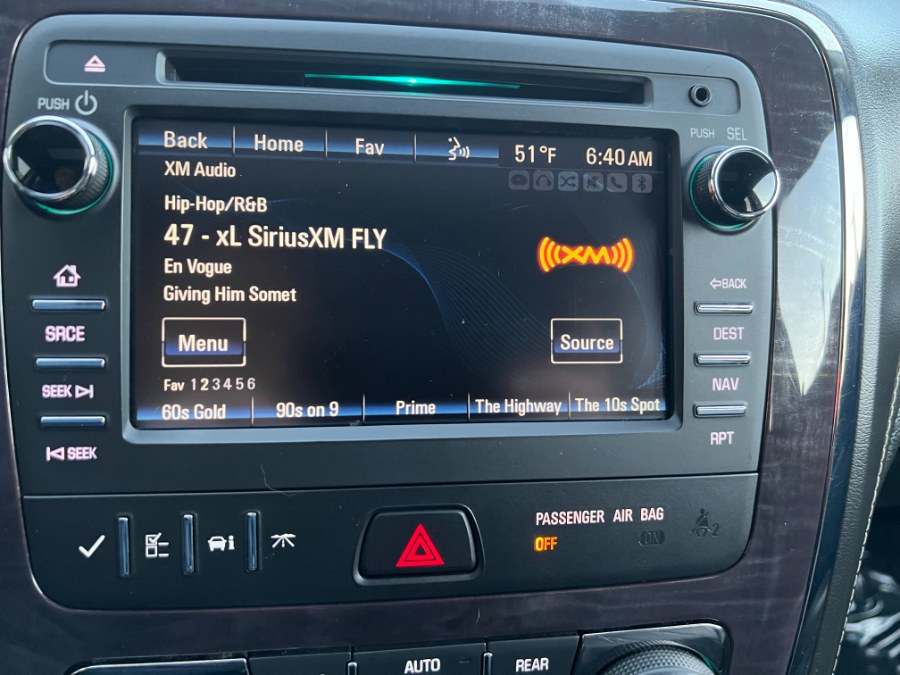 PUSH
PUSH SEL
Back Home Fav 51°F 6:40 AM
XM Audio
Hip-Hop/R&B
47 - xL SiriusXM FLY
En Vogue
Giving Him Somet
((((XM))))
Menu
Source
Fav 1 2 3 4 5 6
60s Gold 90s on 9 Prime The Highway The 10s Spot
SRCE
SEEK
SEEK
BACK
DEST
NAV
RPT
PASSENGER AIR BAG
OFF ON 2
AUTO REAR